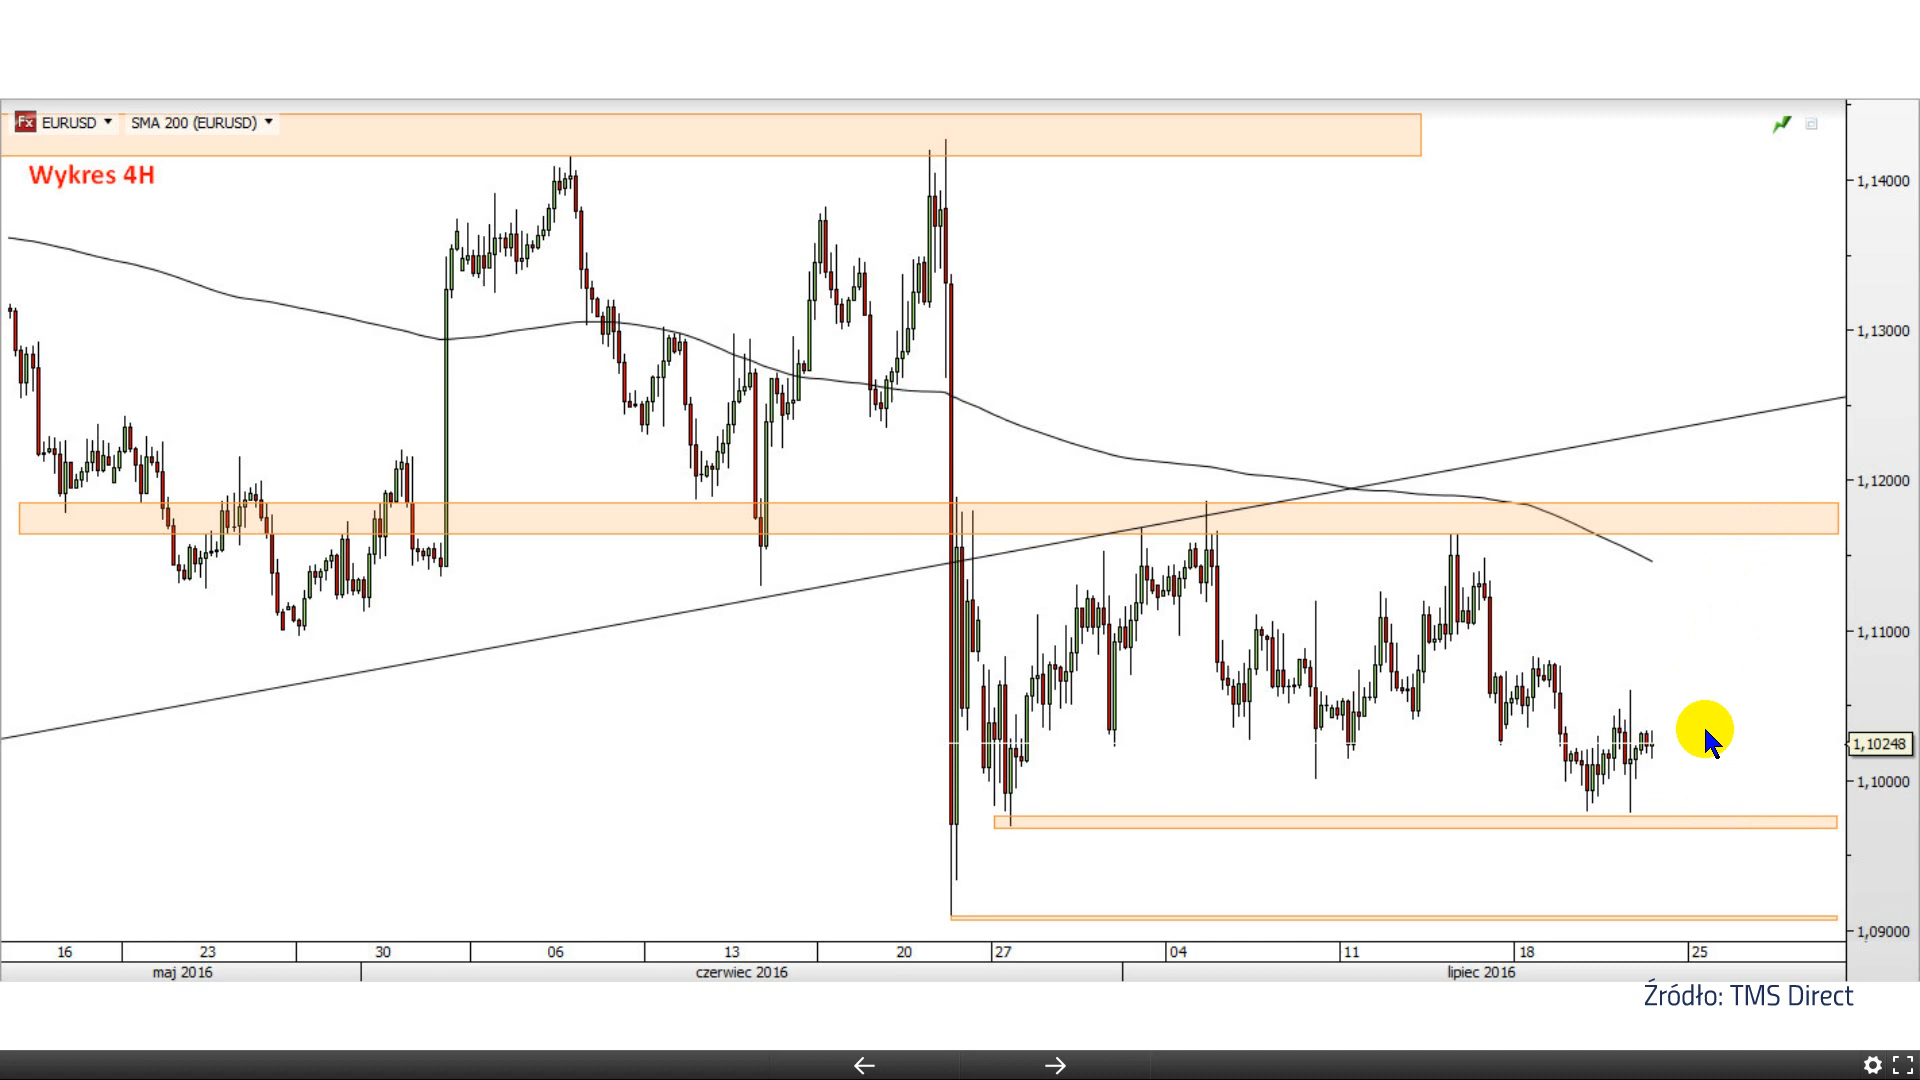 Fx EURUSD SMA 200 (EURUSD)
Wykres 4H
1,14000
1,13000
1,12000
1,11000
1,10248
1,10000
1,09000
16 23 30 06 13 20 27 04 11 18 25
maj 2016 czerwiec 2016 lipiec 2016
Źródło: TMS Direct